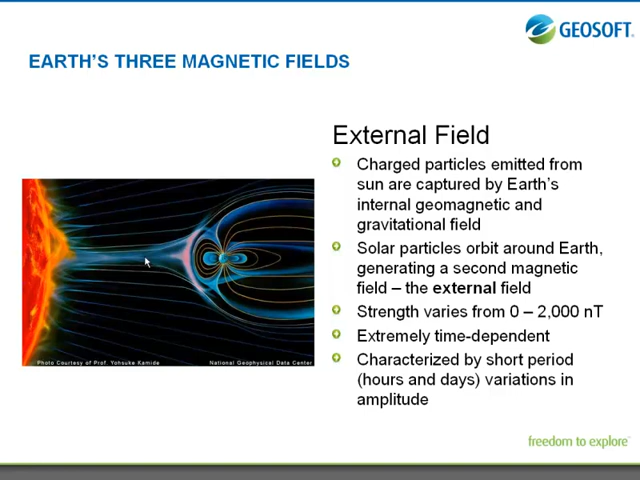 GEOSOFT
EARTH'S THREE MAGNETIC FIELDS
External Field
Charged particles emitted from
sun are captured by Earth's
internal geomagnetic and
gravitational field
Solar particles orbit around Earth,
generating a second magnetic
field – the external field
Strength varies from 0 – 2,000 nT
Extremely time-dependent
Characterized by short period
(hours and days) variations in
amplitude
Photo Courtesy of Prof. Yohsuke Kamide
National Geophysical Data Center
freedom to explore